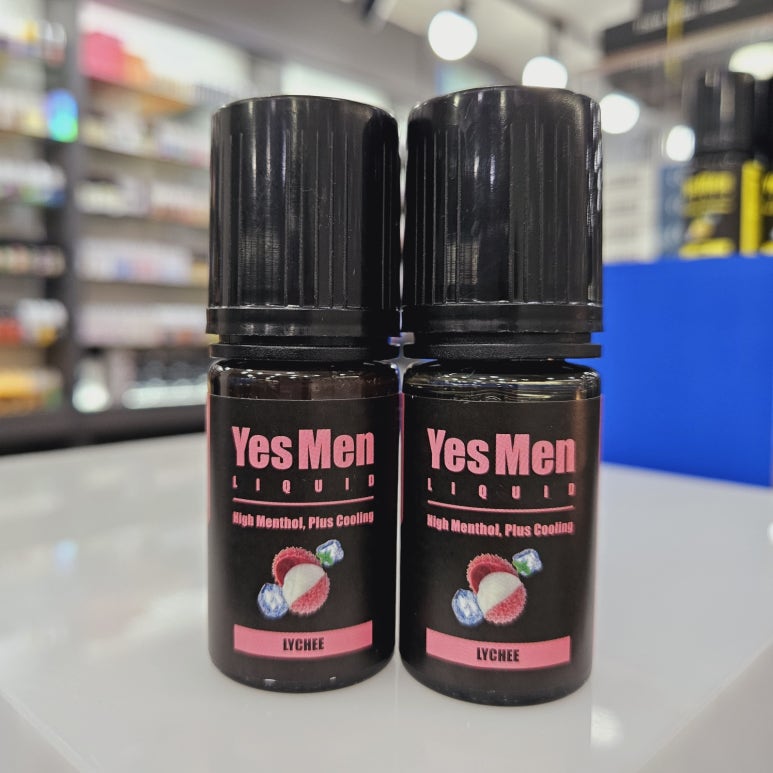 Yes Men
LIQUID
High Menthol, Plus Cooling
LYCHEE
Yes Men
LIQUID
High Menthol, Plus Cooling
LYCHEE